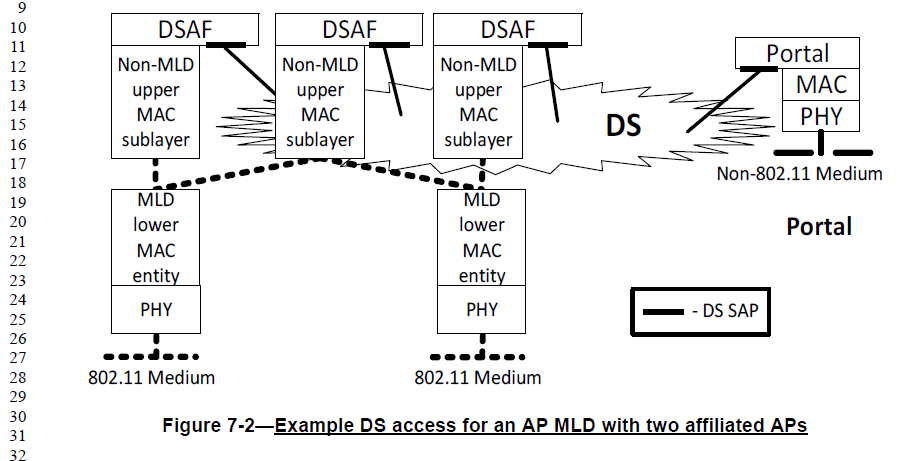 9
10
11
12
13
14
15
16
17
18
19
20
21
22
23
24
25
26
27
28
29
30
31
32
DSAF
Non-MLD
upper
MAC
sublayer
DSAF
Non-MLD
upper
MAC
sublayer
DSAF
Non-MLD
upper
MAC
sublayer
DS
Portal
MAC
PHY
Non-802.11 Medium
Portal
MLD
lower
MAC
entity
PHY
802.11 Medium
MLD
lower
MAC
entity
PHY
802.11 Medium
- DS SAP
Figure 7-2—Example DS access for an AP MLD with two affiliated APs